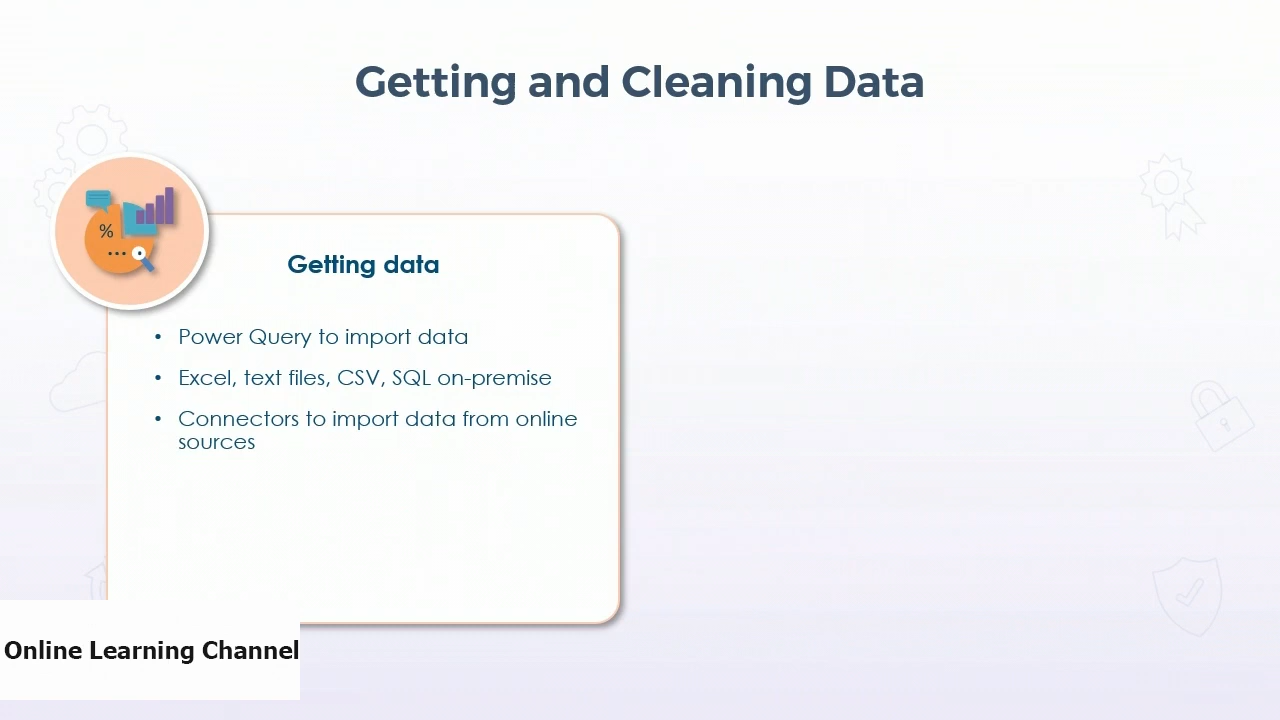 Getting and Cleaning Data
%
Getting data
• Power Query to import data
• Excel, text files, CSV, SQL on-premise
• Connectors to import data from online
sources
Online Learning Channel